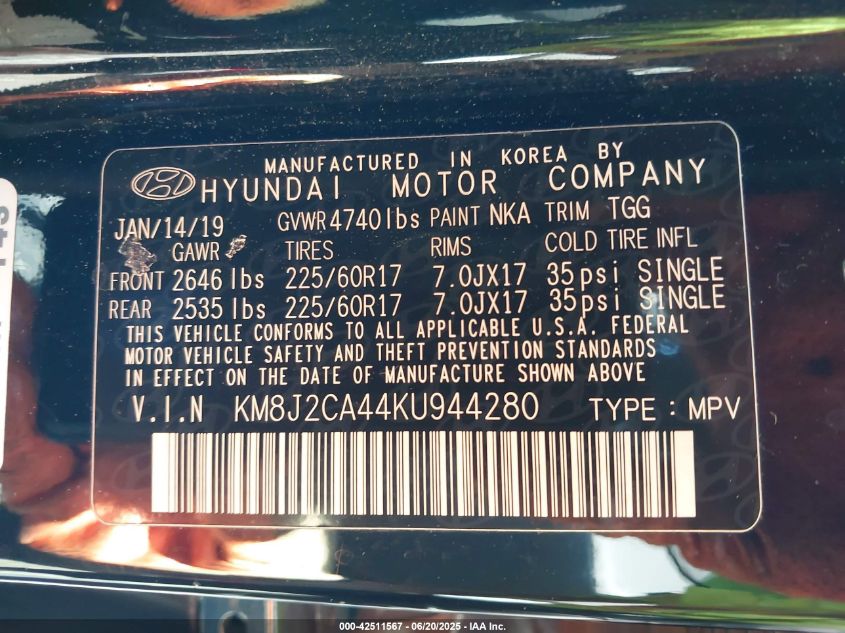 MANUFACTURED IN KOREA BY
HYUNDAI MOTOR COMPANY
JAN/14/19 GVWR 4740 lbs PAINT NKA TRIM TGG
GAWR TIRES RIMS COLD TIRE INFL
FRONT 2646 lbs 225/60R17 7.0JX17 35psi SINGLE
REAR 2535 lbs 225/60R17 7.0JX17 35psi SINGLE
THIS VEHICLE CONFORMS TO ALL APPLICABLE U.S.A. FEDERAL
MOTOR VEHICLE SAFETY AND THEFT PREVENTION STANDARDS
IN EFFECT ON THE DATE OF MANUFACTURE SHOWN ABOVE
V.I.N KM8J2CA44KU944280 TYPE : MPV
000-42511567 - 06/20/2025 - IAA Inc.